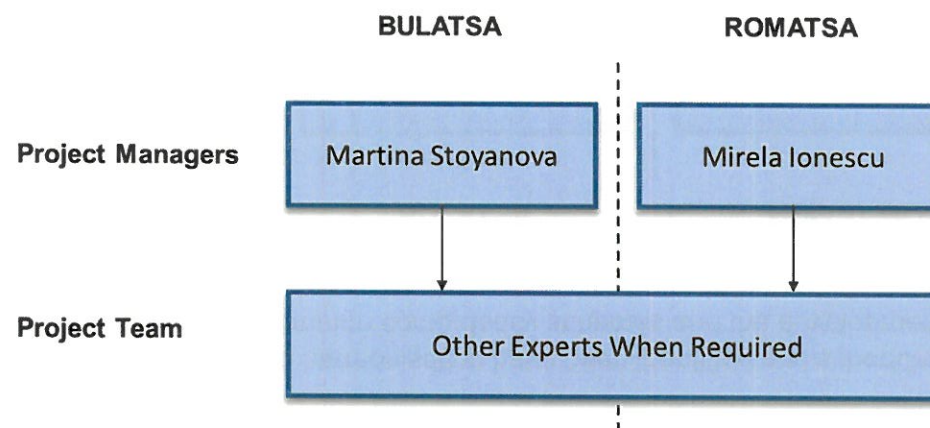 BULATSA ROMATSA
Project Managers Martina Stoyanova Mirela Ionescu
Project Team Other Experts When Required